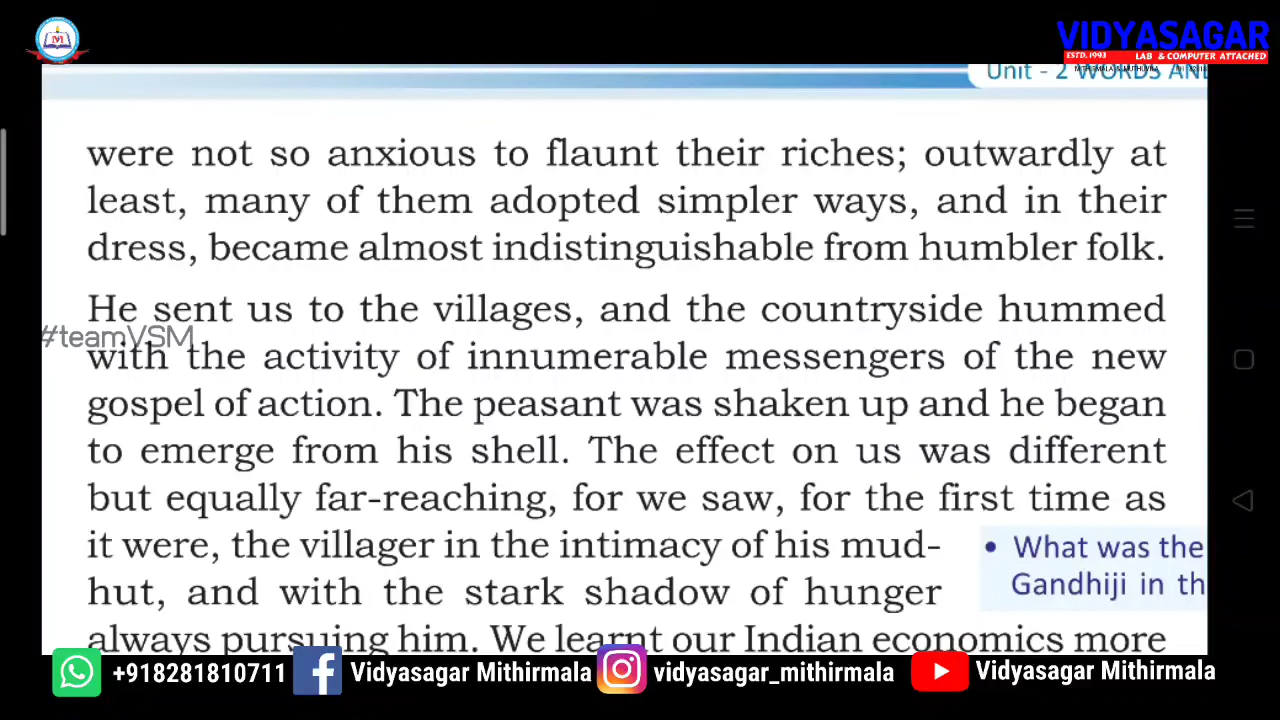 VIDYASAGAR
ESTD. 1993 LAB & COMPUTER ATTACHED
Unit - 2 WORDS AN
were not so anxious to flaunt their riches; outwardly at
least, many of them adopted simpler ways, and in their
dress, became almost indistinguishable from humbler folk.
He sent us to the villages, and the countryside hummed
#teamVSM
with the activity of innumerable messengers of the new
gospel of action. The peasant was shaken up and he began
to emerge from his shell. The effect on us was different
but equally far-reaching, for we saw, for the first time as
it were, the villager in the intimacy of his mud-
hut, and with the stark shadow of hunger
always pursuing him. We learnt our Indian economics more
• What was the
Gandhiji in th
+918281810711 Vidyasagar Mithirmala vidyasagar_mithirmala Vidyasagar Mithirmala